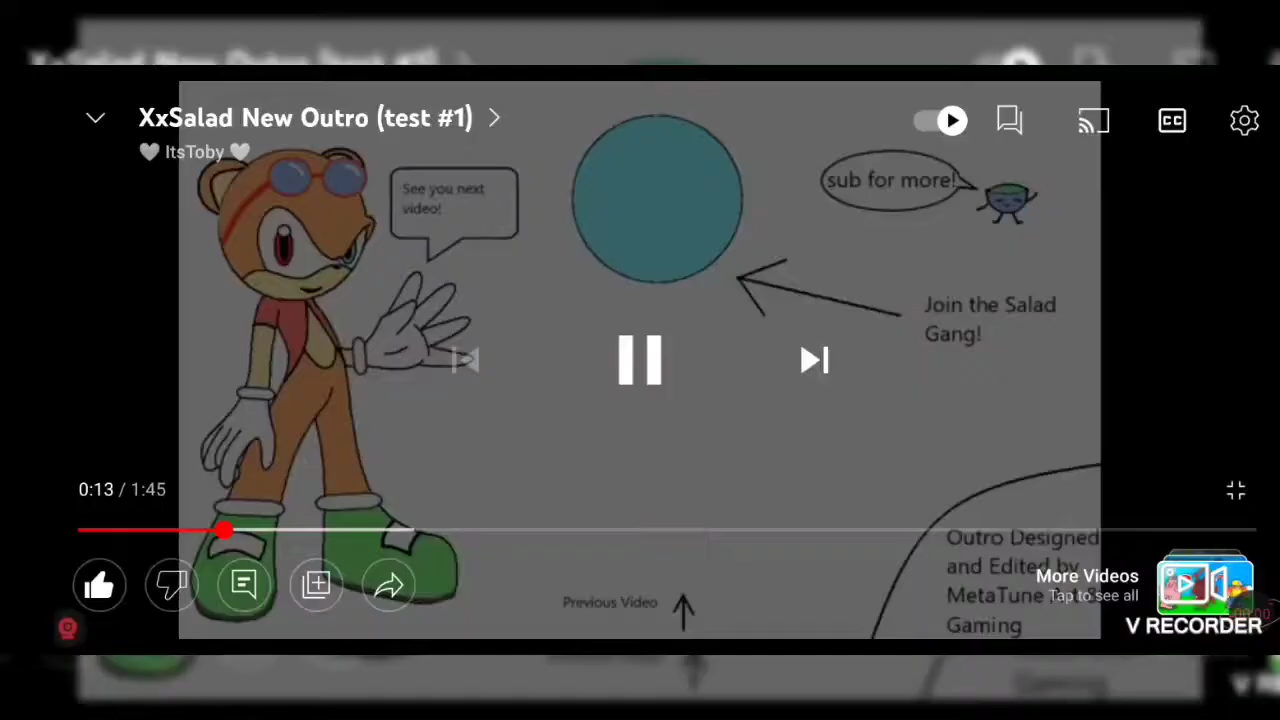 XxSalad New Outro (test #1)
🤍 ItsToby 🤍
CC
See you next
video!
sub for more!
Join the Salad
Gang!
0:13 / 1:45
Outro Designed
and Edited by
MetaTune
Gaming
Previous Video
More Videos
Tap to see all
V RECORDER